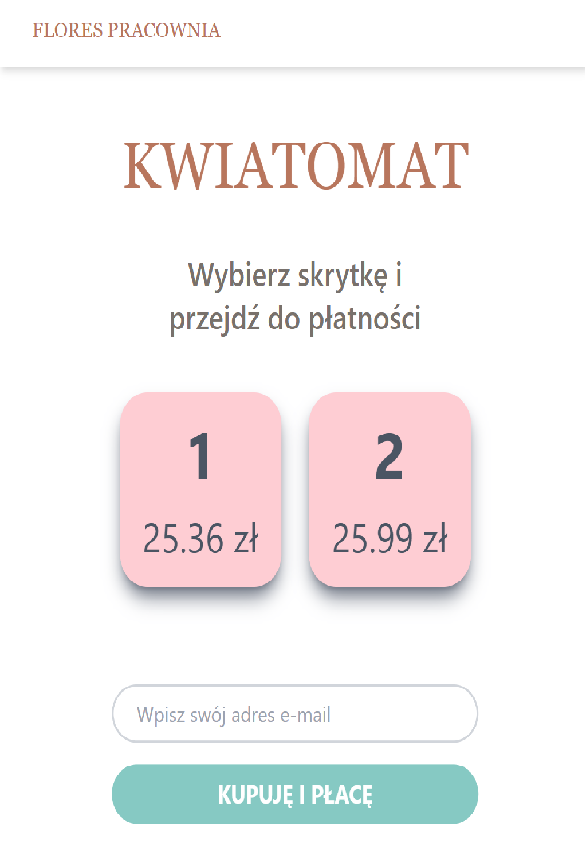 FLORES PRACOWNIA
KWIATOMAT
Wybierz skrytkę i
przejdź do płatności
1 2
25.36 zł 25.99 zł
Wpisz swój adres e-mail
KUPUJĘ I PŁACĘ